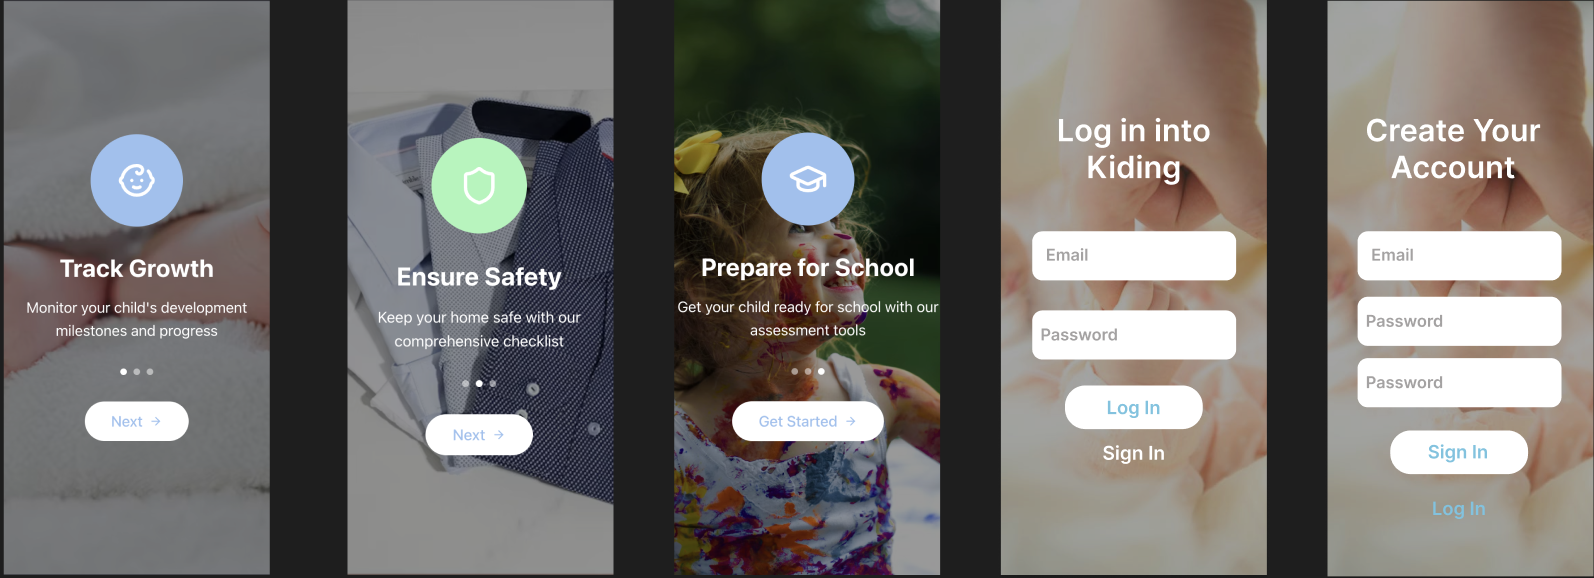 Track Growth
Monitor your child's development
milestones and progress
Next →
Ensure Safety
Keep your home safe with our
comprehensive checklist
Next →
Prepare for School
Get your child ready for school with our
assessment tools
Get Started →
Log in into
Kiding
Email
Password
Log In
Sign In
Create Your
Account
Email
Password
Password
Sign In
Log In